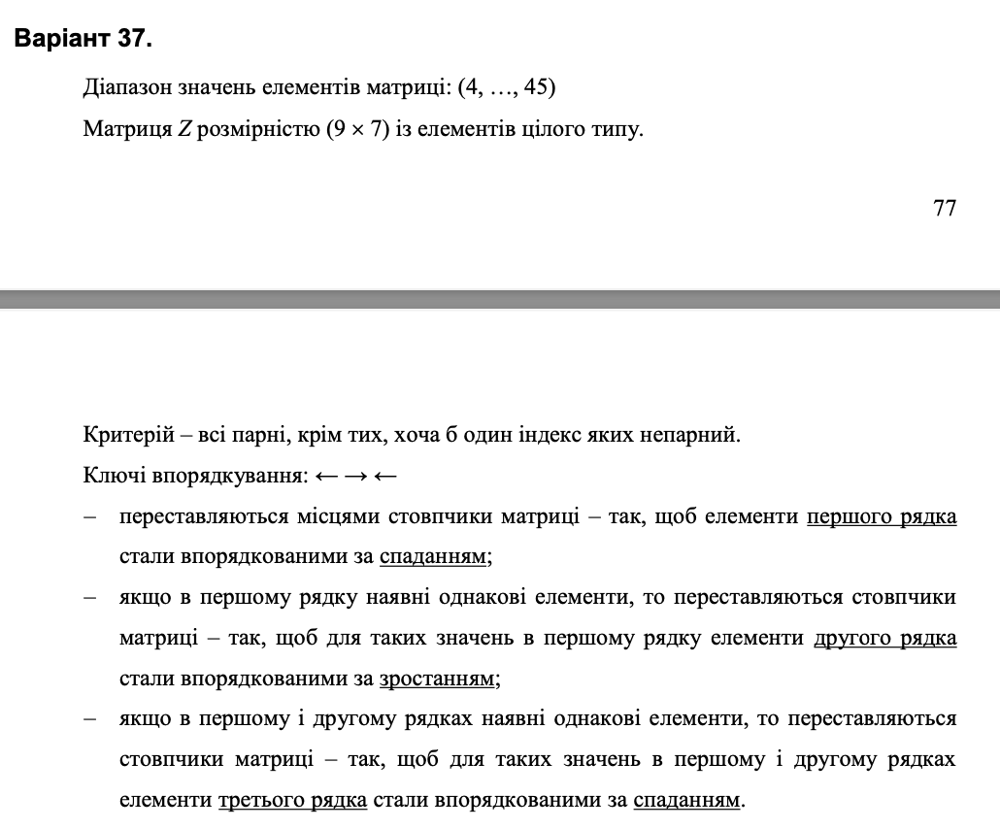 Варіант 37.
Діапазон значень елементів матриці: (4, …, 45)
Матриця Z розмірністю (9 × 7) із елементів цілого типу.
77
Критерій – всі парні, крім тих, хоча б один індекс яких непарний.
Ключі впорядкування: ← → ←
– переставляються місцями стовпчики матриці – так, щоб елементи першого рядка
стали впорядкованими за спаданням;
– якщо в першому рядку наявні однакові елементи, то переставляються стовпчики
матриці – так, щоб для таких значень в першому рядку елементи другого рядка
стали впорядкованими за зростанням;
– якщо в першому і другому рядках наявні однакові елементи, то переставляються
стовпчики матриці – так, щоб для таких значень в першому і другому рядках
елементи третього рядка стали впорядкованими за спаданням.